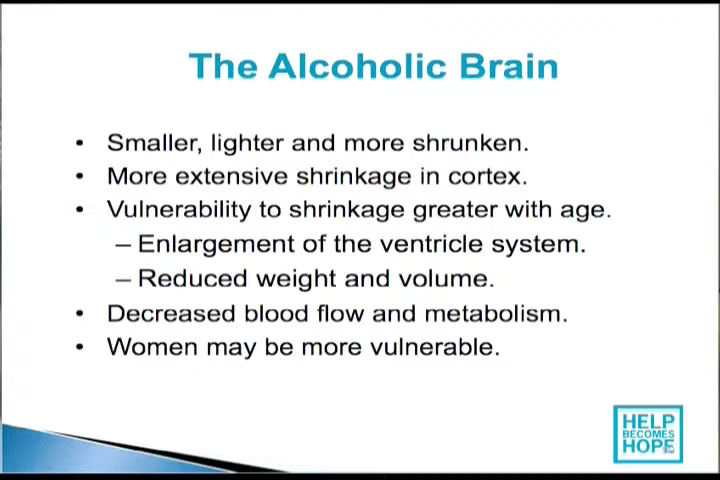 The Alcoholic Brain
• Smaller, lighter and more shrunken.
• More extensive shrinkage in cortex.
• Vulnerability to shrinkage greater with age.
– Enlargement of the ventricle system.
– Reduced weight and volume.
• Decreased blood flow and metabolism.
• Women may be more vulnerable.
HELP
BECOMES
HOPE